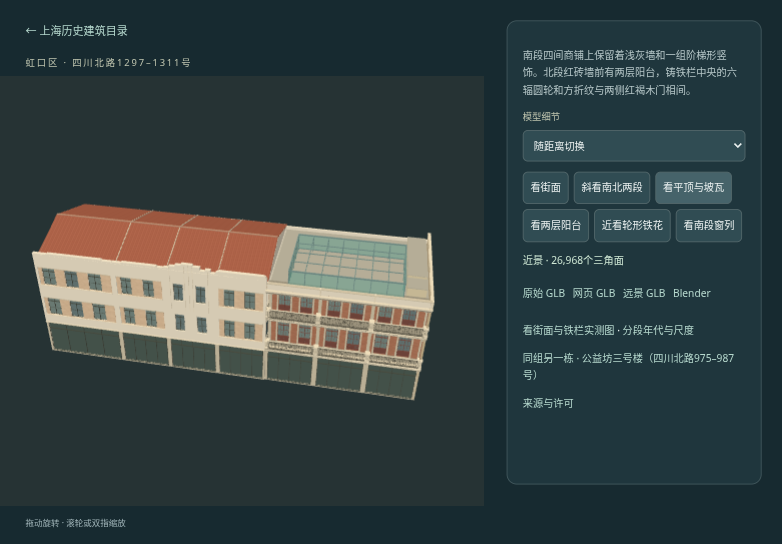 ← 上海历史建筑目录
虹口区 · 四川北路1297–1311号
南段四间商铺上保留着浅灰墙和一组阶梯形竖
饰。北段红砖墙前有两层阳台，铸铁栏中央的六
辐圆轮和方折纹与两侧红褐木门相间。
模型细节
随距离切换
看街面 斜看南北两段 看平顶与坡瓦
看两层阳台 近看轮形铁花 看南段窗列
近景 · 26,968个三角面
原始 GLB 网页 GLB 远景 GLB Blender
看街面与铁栏实测图 · 分段年代与尺度
同组另一栋 · 公益坊三号楼（四川北路975–987
号）
来源与许可
拖动旋转 · 滚轮或双指缩放